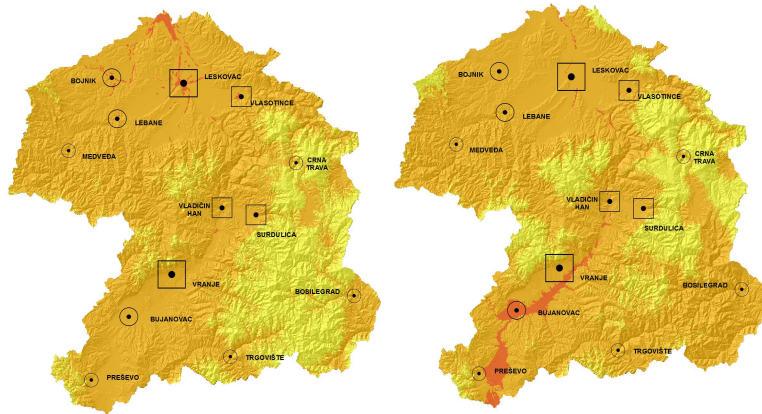 BOJNIK
LESKOVAC
VLASOTINCE
LEBANE
MEDVEĐA
CRNA
TRAVA
VLADIČIN
HAN
SURDULICA
VRANJE
BOSILEGRAD
BUJANOVAC
TRGOVIŠTE
PREŠEVO
BOJNIK
LESKOVAC
VLASOTINCE
LEBANE
MEDVEĐA
CRNA
TRAVA
VLADIČIN
HAN
SURDULICA
VRANJE
BOSILEGRAD
BUJANOVAC
TRGOVIŠTE
PREŠEVO